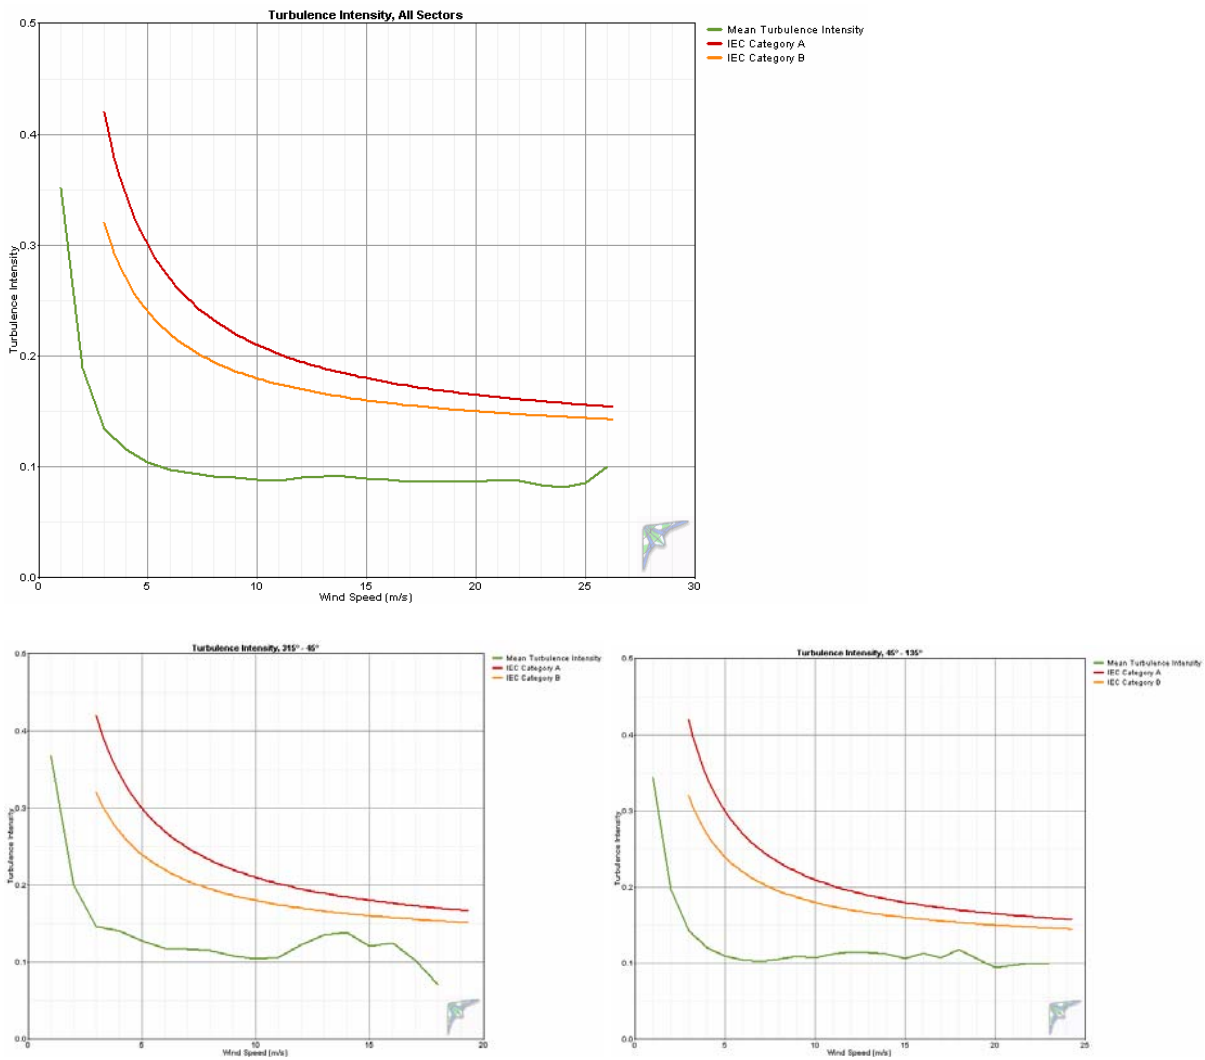 Turbulence Intensity, All Sectors
Mean Turbulence Intensity
IEC Category A
IEC Category B
Turbulence Intensity
0.5
0.4
0.3
0.2
0.1
0.0
0 5 10 15 20 25 30
Wind Speed (m/s)
Turbulence Intensity, 315° - 45°
Mean Turbulence Intensity
IEC Category A
IEC Category B
Turbulence Intensity
0.5
0.4
0.3
0.2
0.1
0.0
0 5 10 15 20
Wind Speed (m/s)
Turbulence Intensity, 45° - 135°
Mean Turbulence Intensity
IEC Category A
IEC Category B
Turbulence Intensity
0.5
0.4
0.3
0.2
0.1
0.0
0 5 10 15 20 25
Wind Speed (m/s)